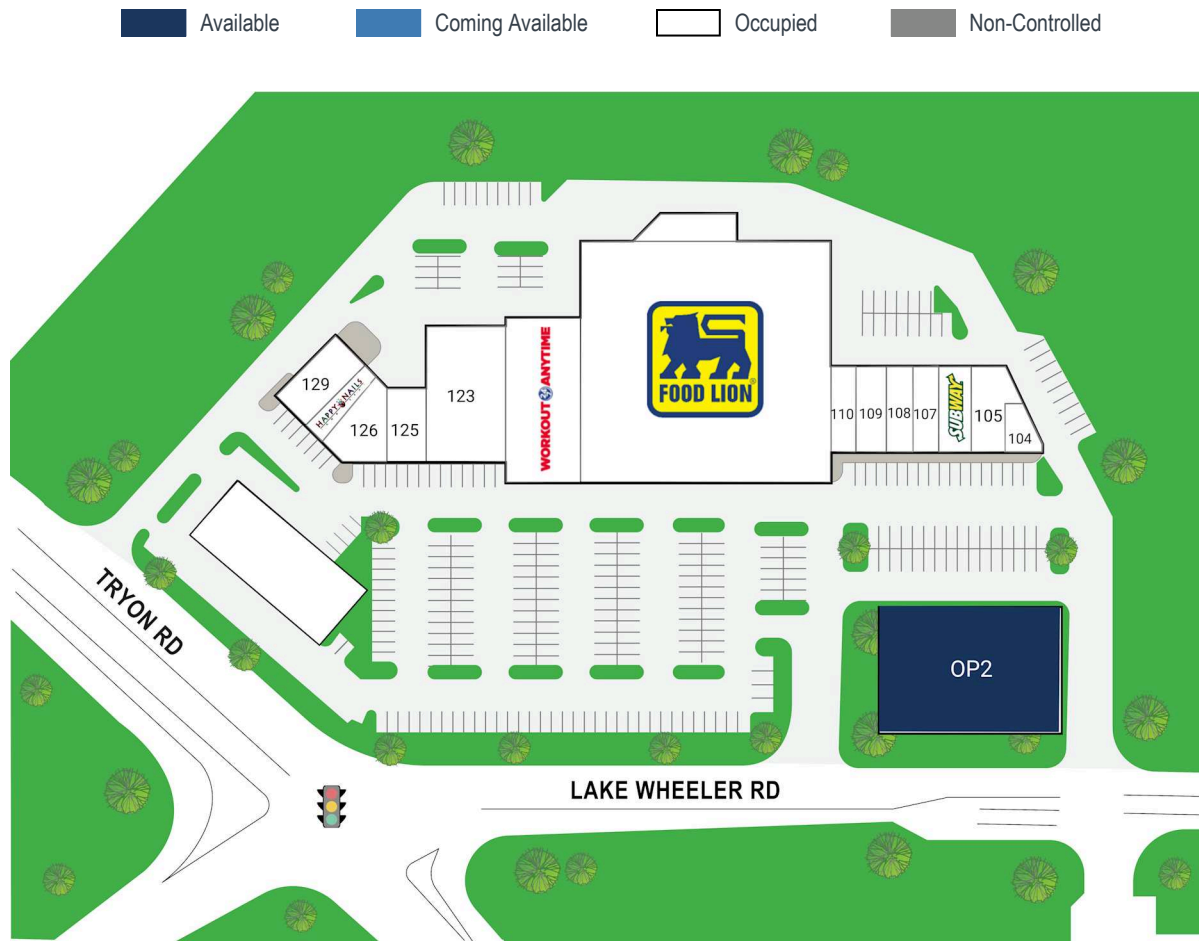 Available
Coming Available
Occupied
Non-Controlled
129
HAPPY NAILS
126
125
123
WORKOUT ANYTIME
FOOD LION®
110
109
108
107
SUBWAY
105
104
TRYON RD
OP2
LAKE WHEELER RD